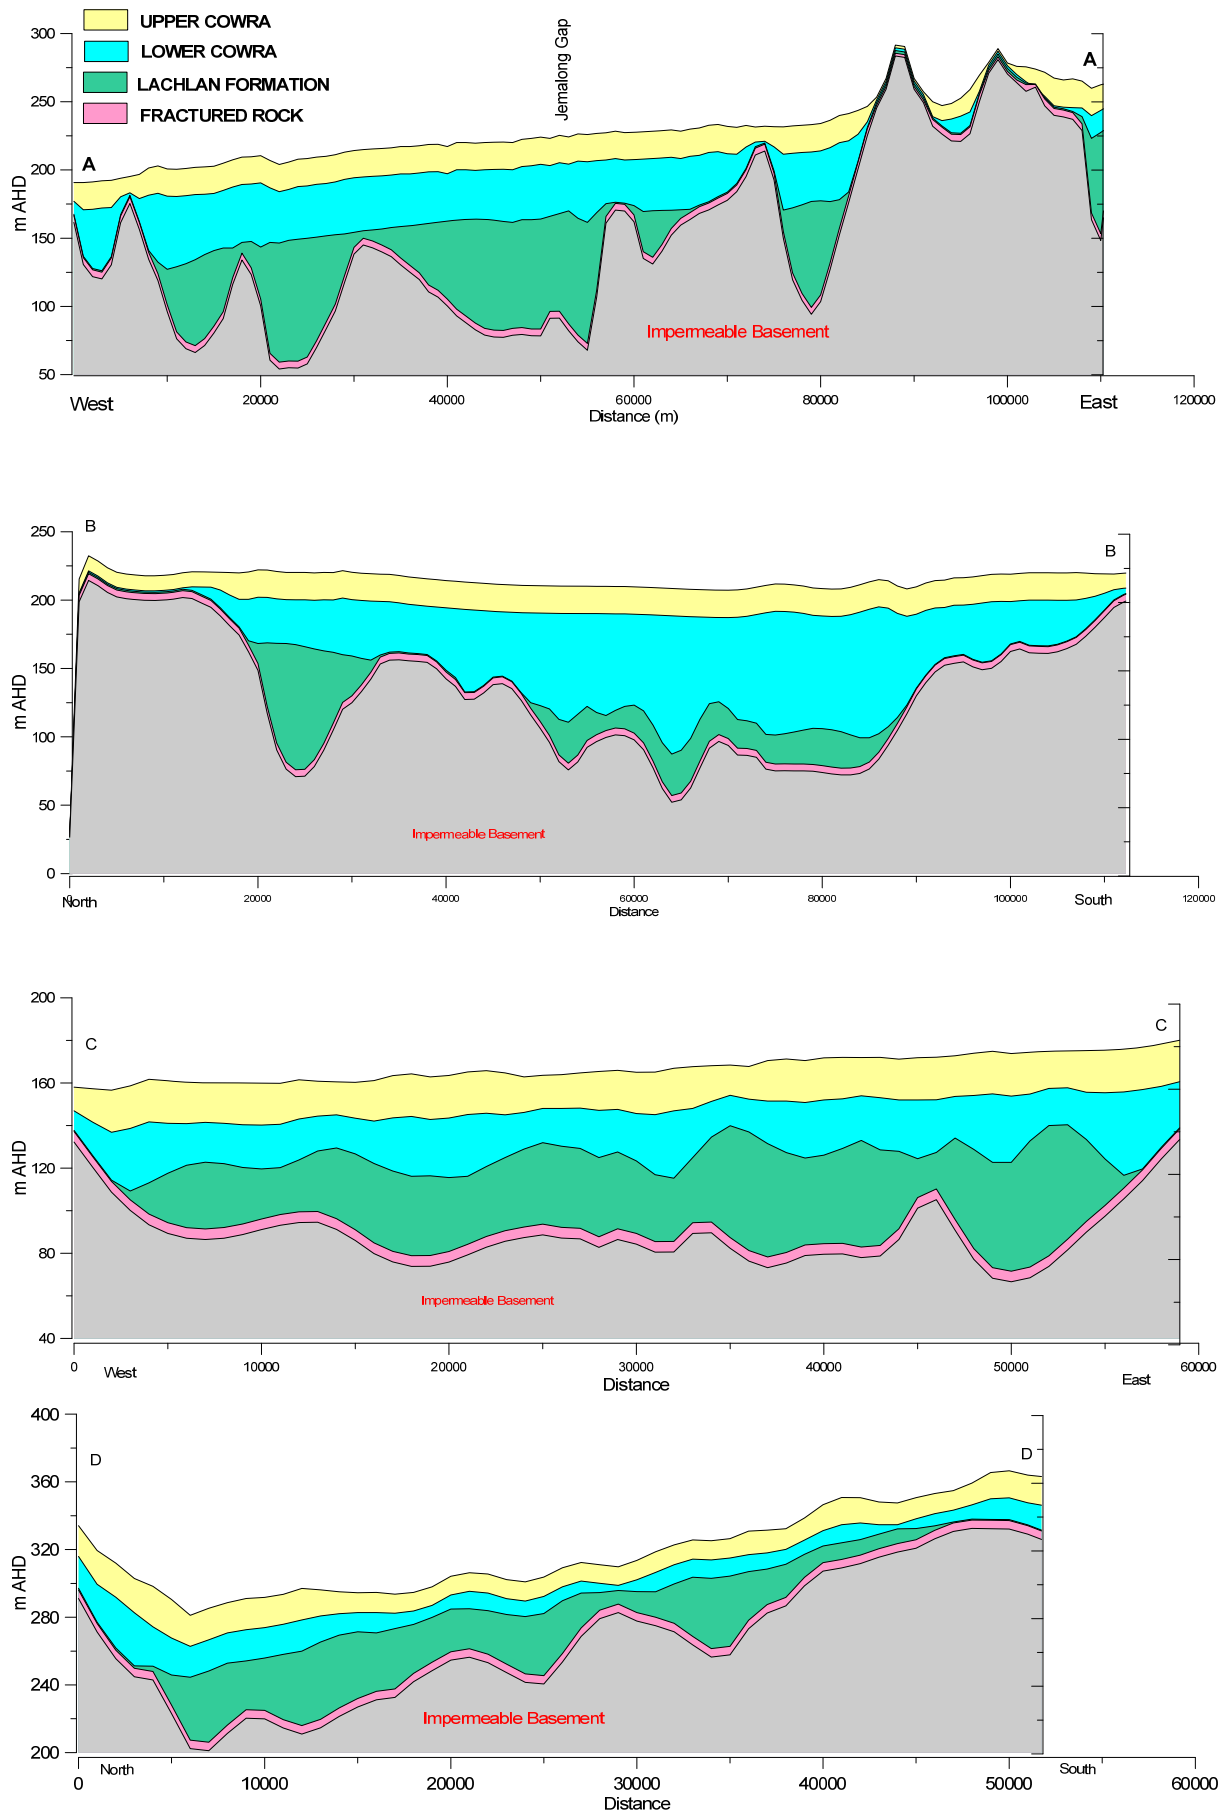 UPPER COWRA
LOWER COWRA
LACHLAN FORMATION
FRACTURED ROCK
Jemalong Gap
A
A
m AHD
300
250
200
150
100
50
Impermeable Basement
West
20000
40000
60000
80000
100000
120000
East
Distance (m)
B
B
m AHD
250
200
150
100
50
0
Impermeable Basement
0
20000
40000
60000
80000
100000
120000
North
Distance
South
C
C
m AHD
200
160
120
80
40
Impermeable Basement
0
10000
20000
30000
40000
50000
60000
West
Distance
East
D
D
m AHD
400
360
320
280
240
200
Impermeable Basement
North
South
0
10000
20000
30000
40000
50000
60000
Distance